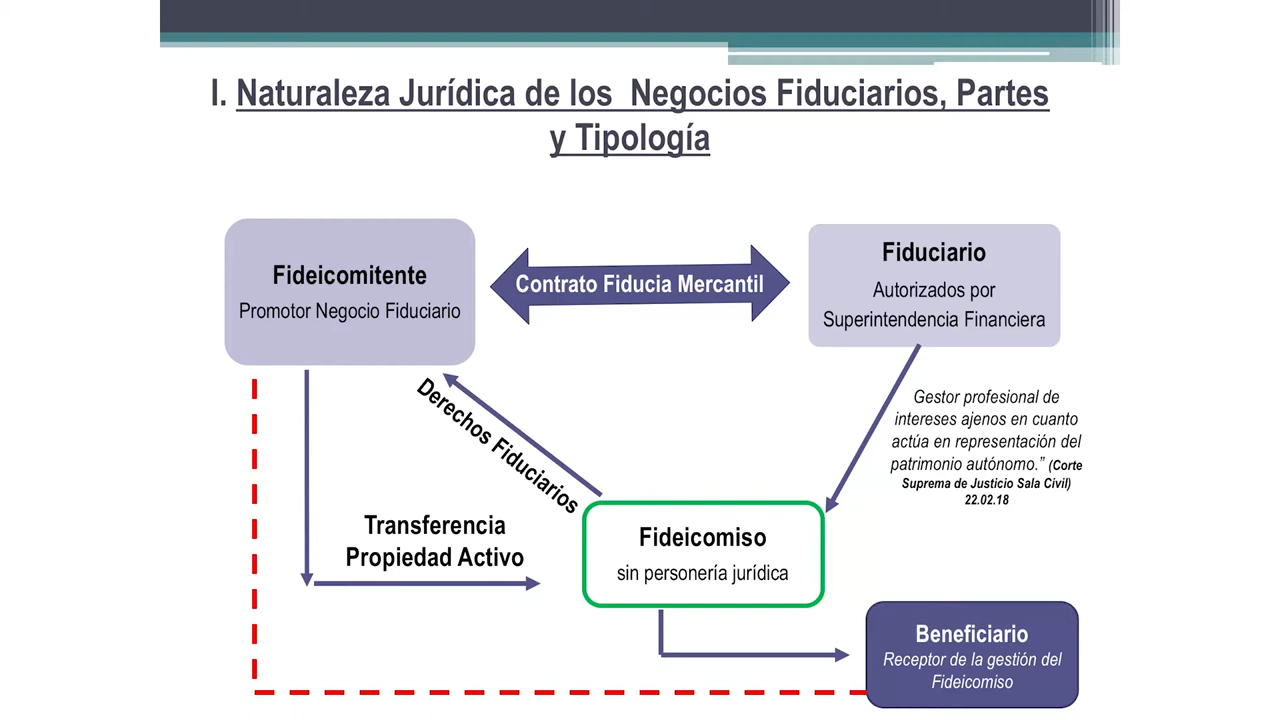 I. Naturaleza Jurídica de los Negocios Fiduciarios, Partes
y Tipología
Fideicomitente
Promotor Negocio Fiduciario
Contrato Fiducia Mercantil
Fiduciario
Autorizados por
Superintendencia Financiera
Derechos Fiduciarios
Gestor profesional de
intereses ajenos en cuanto
actúa en representación del
patrimonio autónomo.” (Corte
Suprema de Justicio Sala Civil)
22.02.18
Transferencia
Propiedad Activo
Fideicomiso
sin personería jurídica
Beneficiario
Receptor de la gestión del
Fideicomiso